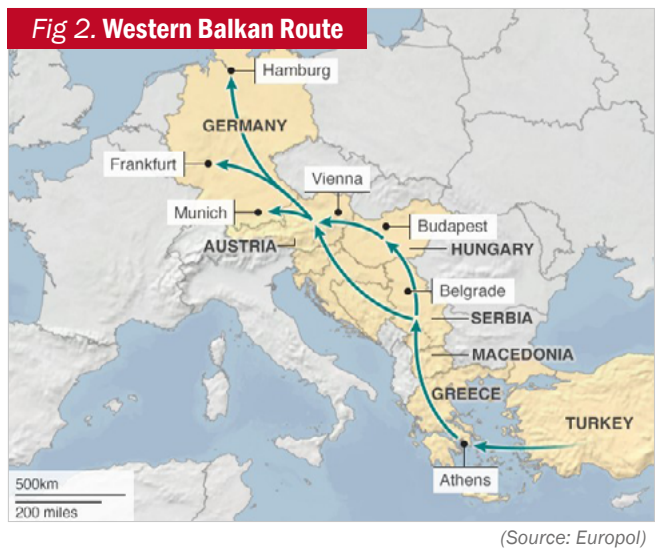 Fig 2. Western Balkan Route
Hamburg
GERMANY
Frankfurt
Vienna
Munich
Budapest
AUSTRIA
HUNGARY
Belgrade
SERBIA
MACEDONIA
GREECE
TURKEY
Athens
500km
200 miles
(Source: Europol)